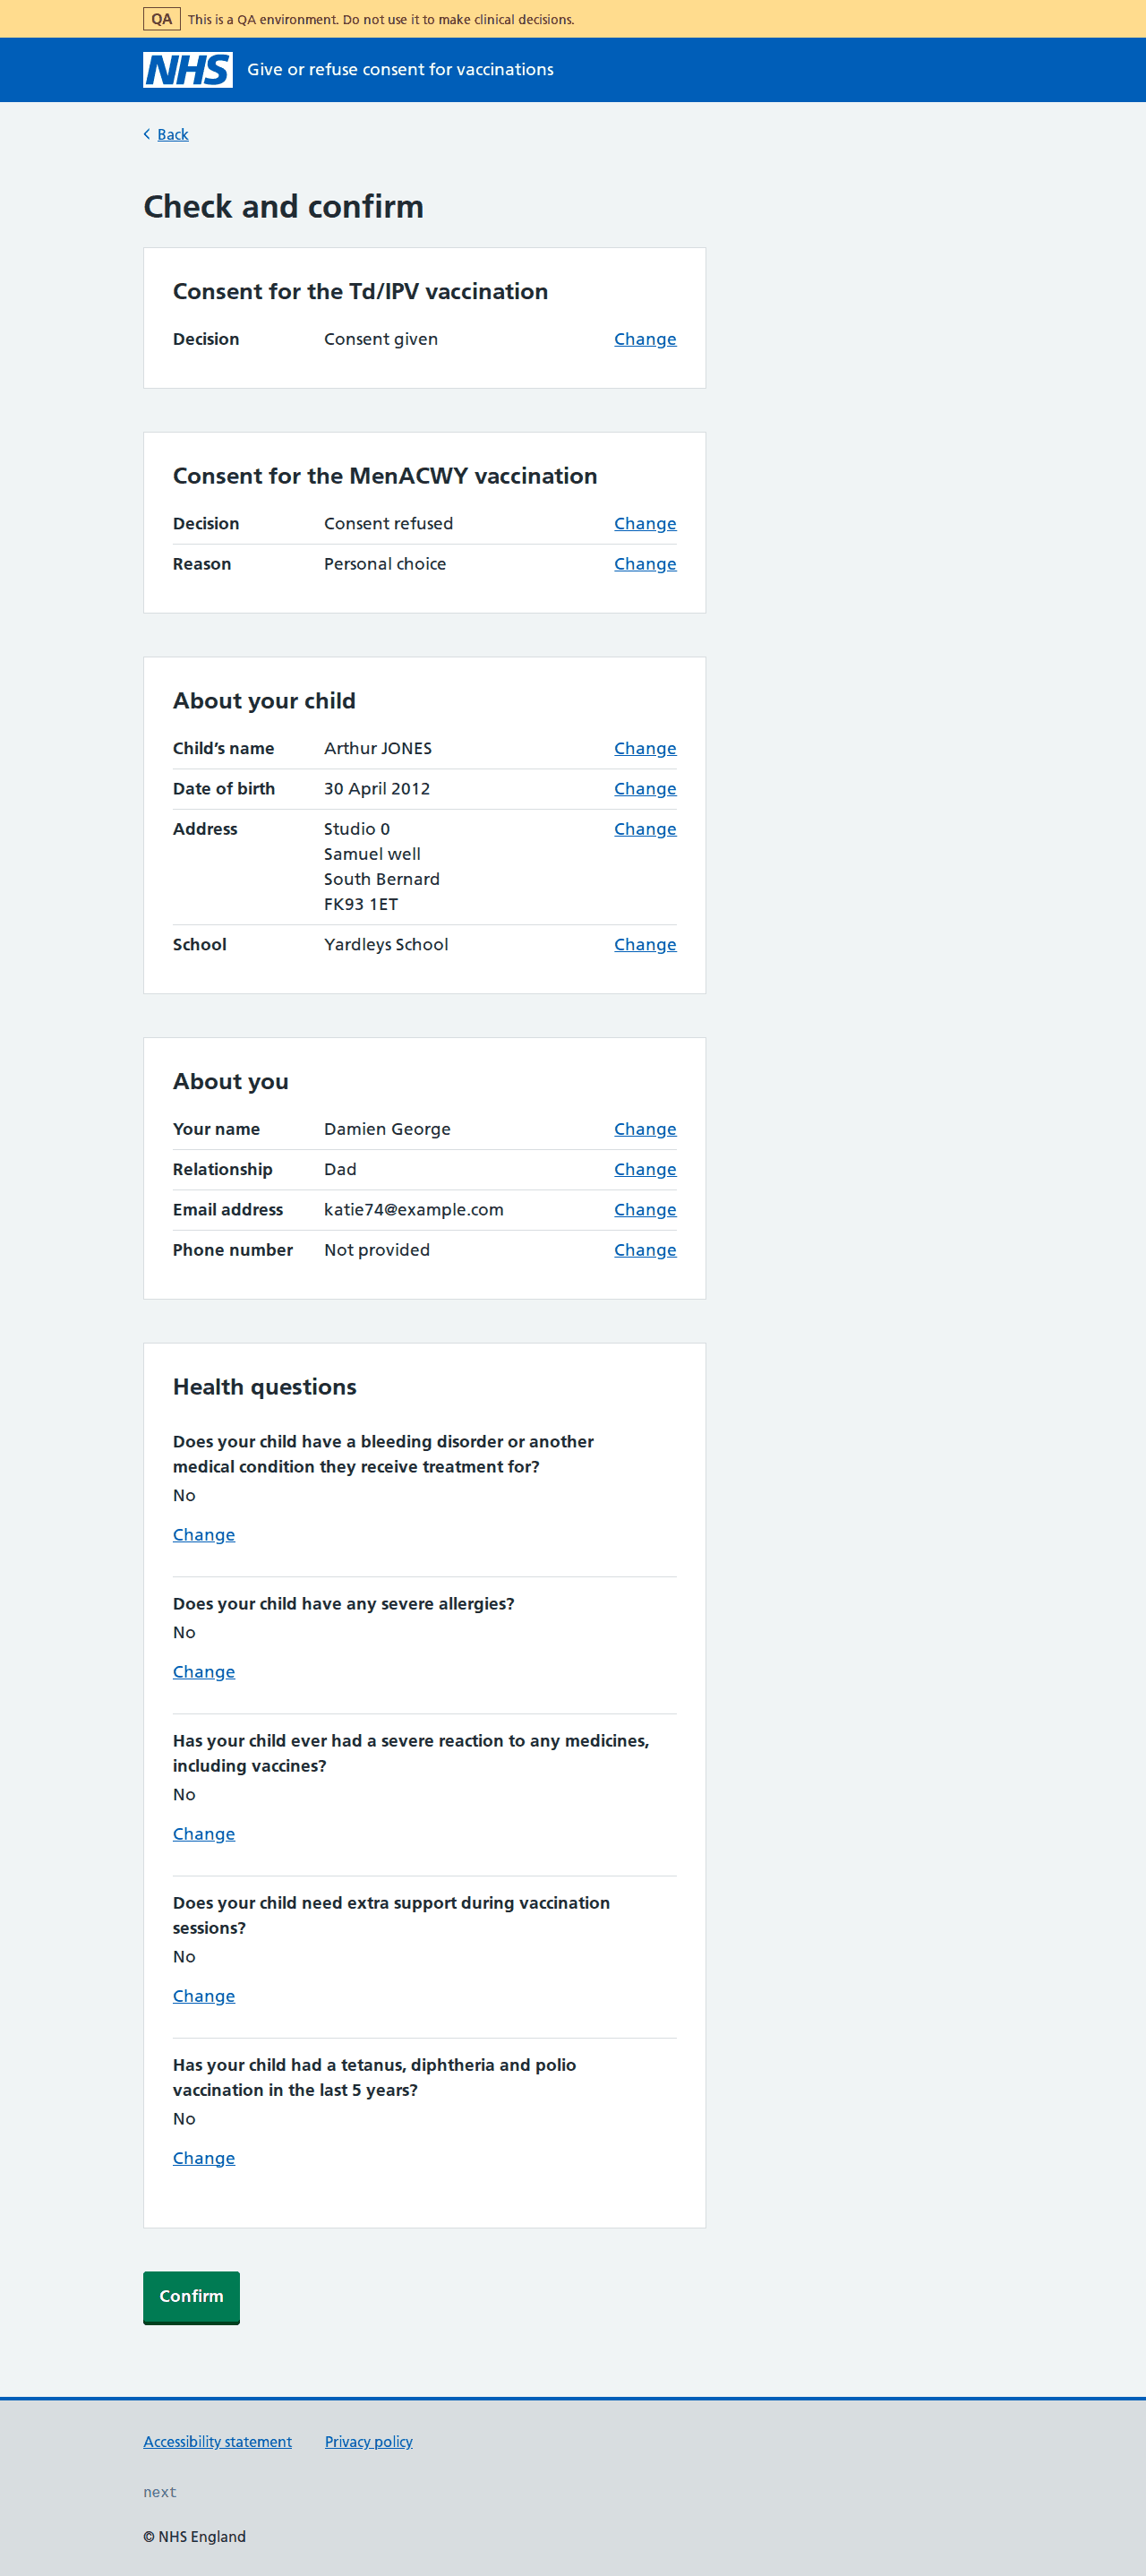 QA This is a QA environment. Do not use it to make clinical decisions.
NHS Give or refuse consent for vaccinations
Back
Check and confirm
Consent for the Td/IPV vaccination
Decision Consent given Change
Consent for the MenACWY vaccination
Decision Consent refused Change
Reason Personal choice Change
About your child
Child’s name Arthur JONES Change
Date of birth 30 April 2012 Change
Address Studio 0 Change
Samuel well
South Bernard
FK93 1ET
School Yardleys School Change
About you
Your name Damien George Change
Relationship Dad Change
Email address katie74@example.com Change
Phone number Not provided Change
Health questions
Does your child have a bleeding disorder or another
medical condition they receive treatment for?
No
Change
Does your child have any severe allergies?
No
Change
Has your child ever had a severe reaction to any medicines,
including vaccines?
No
Change
Does your child need extra support during vaccination
sessions?
No
Change
Has your child had a tetanus, diphtheria and polio
vaccination in the last 5 years?
No
Change
Confirm
Accessibility statement Privacy policy
next
© NHS England